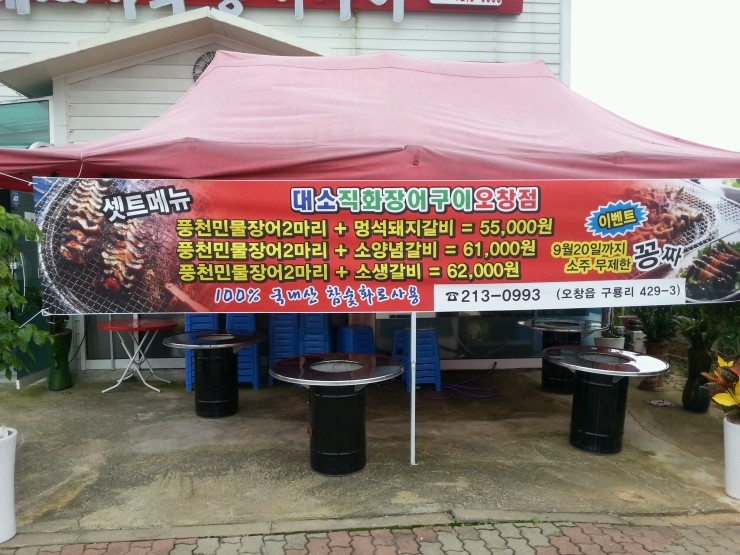 대소직화장어구이오창점
셋트메뉴
풍천민물장어2마리 + 멍석돼지갈비 = 55,000원
풍천민물장어2마리 + 소양념갈비 = 61,000원
풍천민물장어2마리 + 소생갈비 = 62,000원
100% 국내산 참숯화로사용
이벤트
9월20일까지
소주 무제한
꽁짜
☎213-0993 (오창읍 구룡리 429-3)